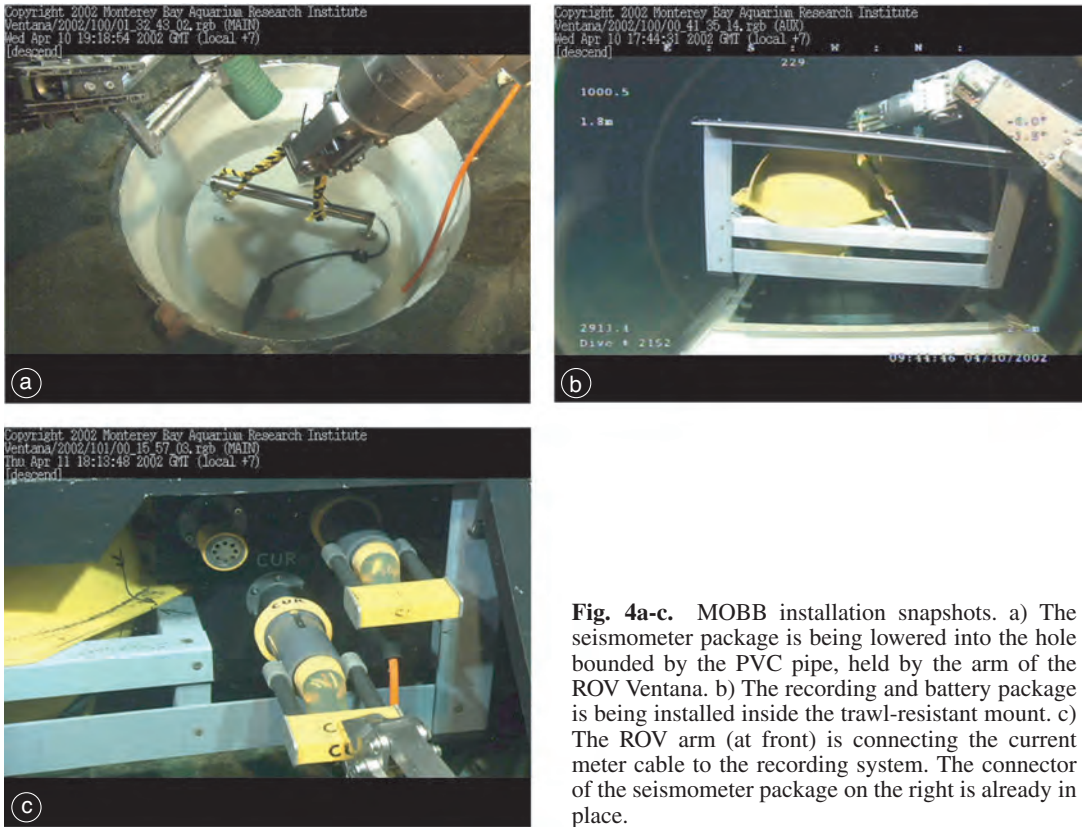 Copyright 2002 Monterey Bay Aquarium Research Institute
Ventana/2002/100/01_32_43_02.rgb (MAIN)
Wed Apr 10 19:18:54 2002 GMT (local +7)
[descend]
a
Copyright 2002 Monterey Bay Aquarium Research Institute
Ventana/2002/100/00_41_35_14.rgb (AUX)
Wed Apr 10 17:44:31 2002 GMT (local +7)
[descend]
: S : W : N :
229
1000.5
1.8m
2913.4
Dive # 2152
09:44:46 04/10/2002
b
Copyright 2002 Monterey Bay Aquarium Research Institute
Ventana/2002/101/00_15_57_03.rgb (MAIN)
Thu Apr 11 18:13:48 2002 GMT (local +7)
[descend]
CUR
CUR
c
Fig. 4a-c. MOBB installation snapshots. a) The
seismometer package is being lowered into the hole
bounded by the PVC pipe, held by the arm of the
ROV Ventana. b) The recording and battery package
is being installed inside the trawl-resistant mount. c)
The ROV arm (at front) is connecting the current
meter cable to the recording system. The connector
of the seismometer package on the right is already in
place.